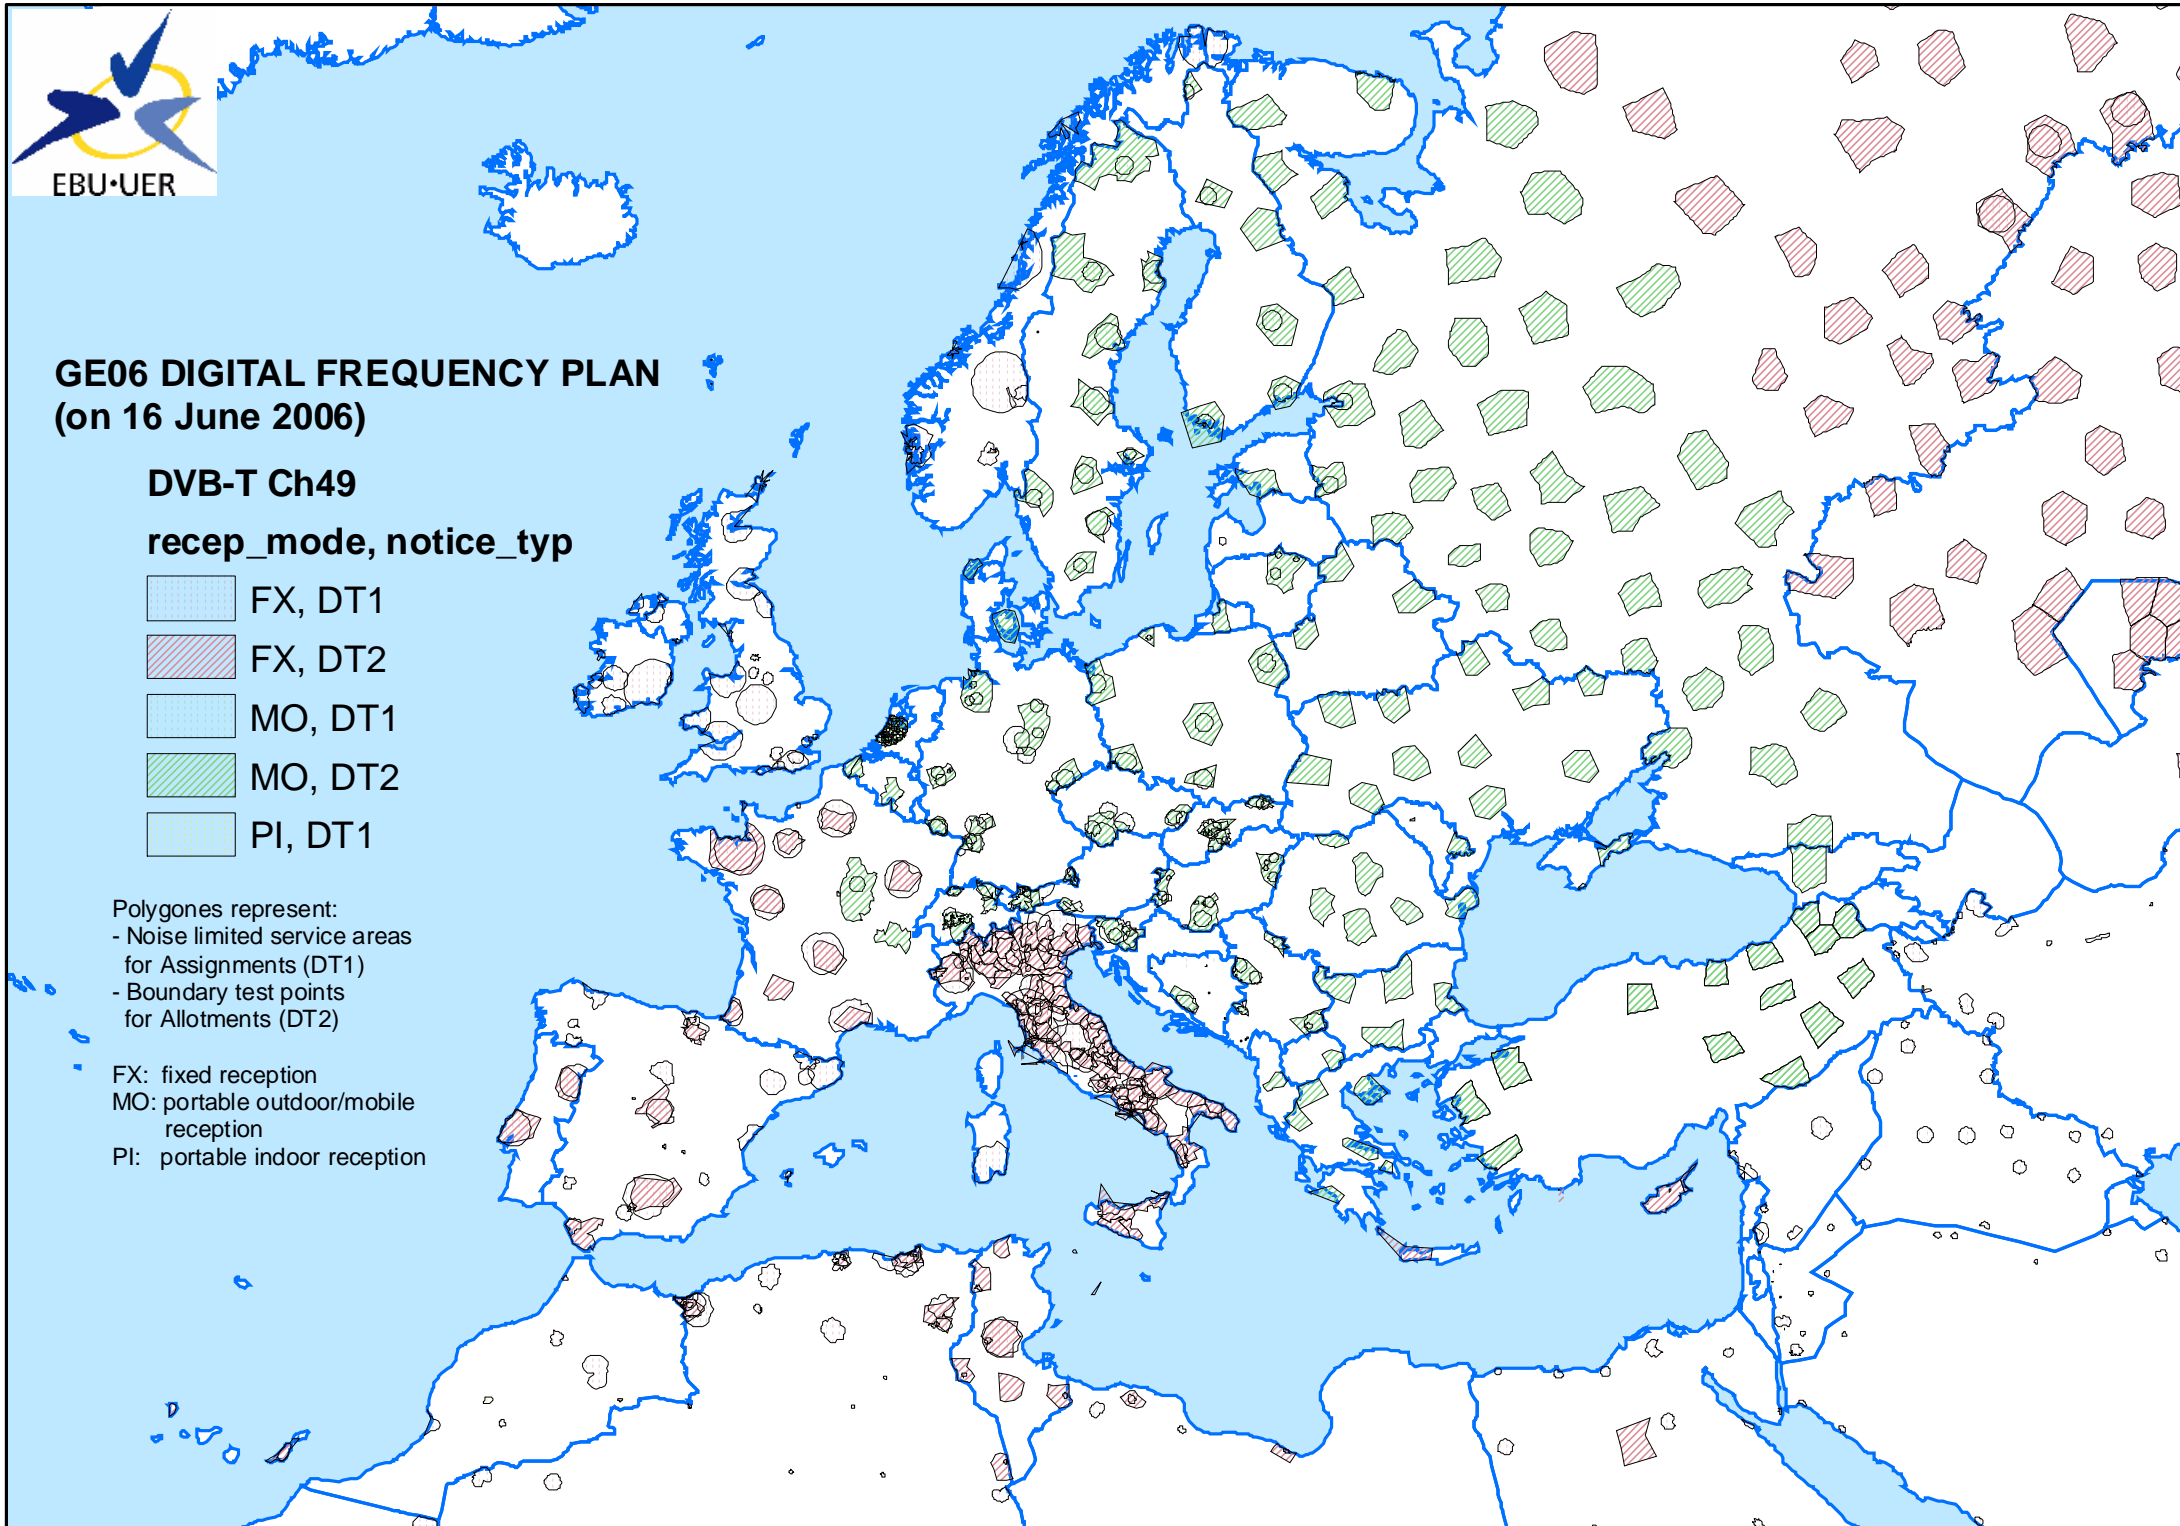 EBU•UER
GE06 DIGITAL FREQUENCY PLAN
(on 16 June 2006)
DVB-T Ch49
recep_mode, notice_typ
FX, DT1
FX, DT2
MO, DT1
MO, DT2
PI, DT1
Polygones represent:
- Noise limited service areas
for Assignments (DT1)
- Boundary test points
for Allotments (DT2)
FX: fixed reception
MO: portable outdoor/mobile
reception
PI: portable indoor reception